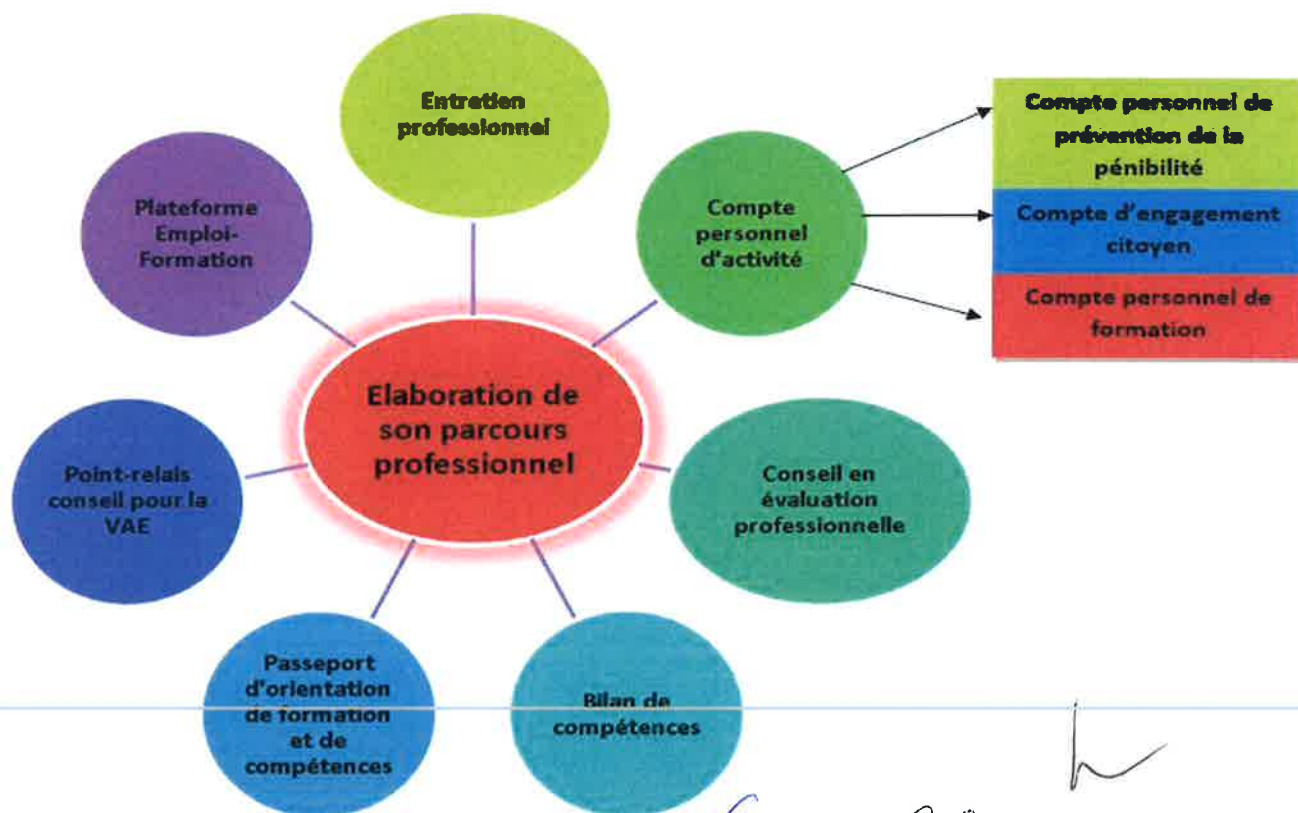 Entretien
professionnel
Compte personnel de
prévention de la
pénibilité
Compte d'engagement
citoyen
Compte personnel de
formation
Compte
personnel
d'activité
Plateforme
Emploi-
Formation
Elaboration de
son parcours
professionnel
Conseil en
évaluation
professionnelle
Point-relais
conseil pour la
VAE
Bilan de
compétences
Passeport
d'orientation
de formation
et de
compétences